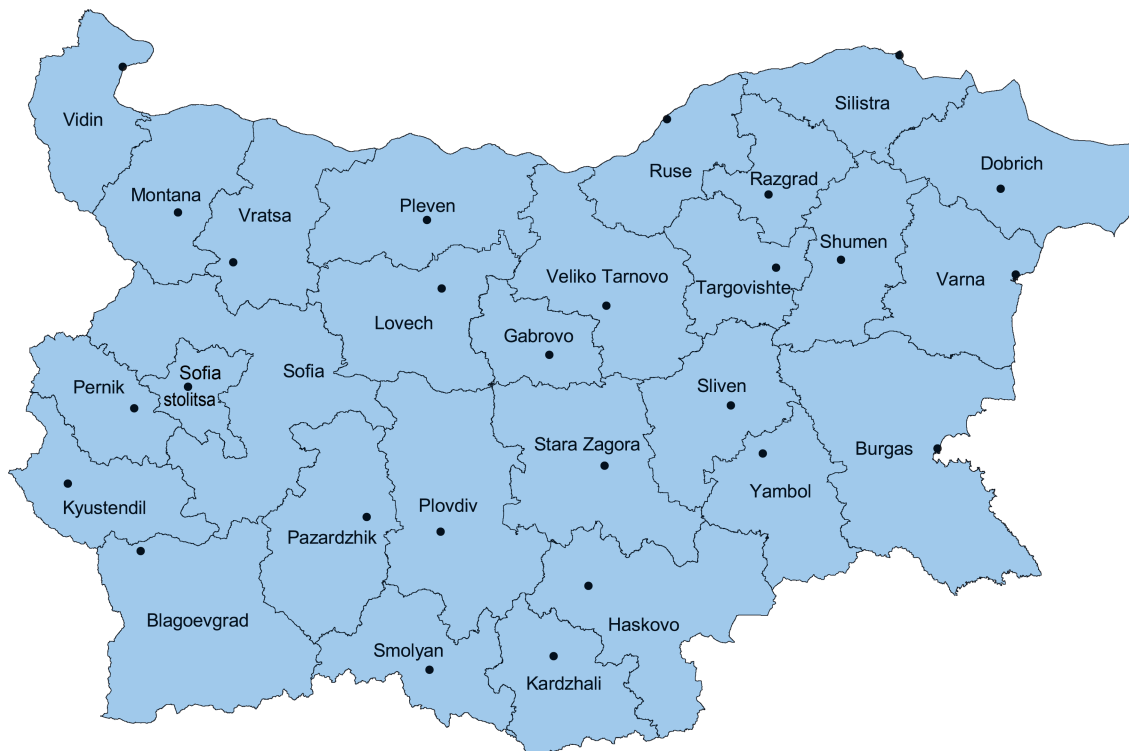 Silistra
Vidin
Dobrich
Ruse
Razgrad
Montana
Pleven
Vratsa
Shumen
Veliko Tarnovo
Varna
Targovishte
Lovech
Gabrovo
Sofia
Sofia
stolitsa
Pernik
Sliven
Stara Zagora
Burgas
Yambol
Kyustendil
Plovdiv
Pazardzhik
Blagoevgrad
Haskovo
Smolyan
Kardzhali